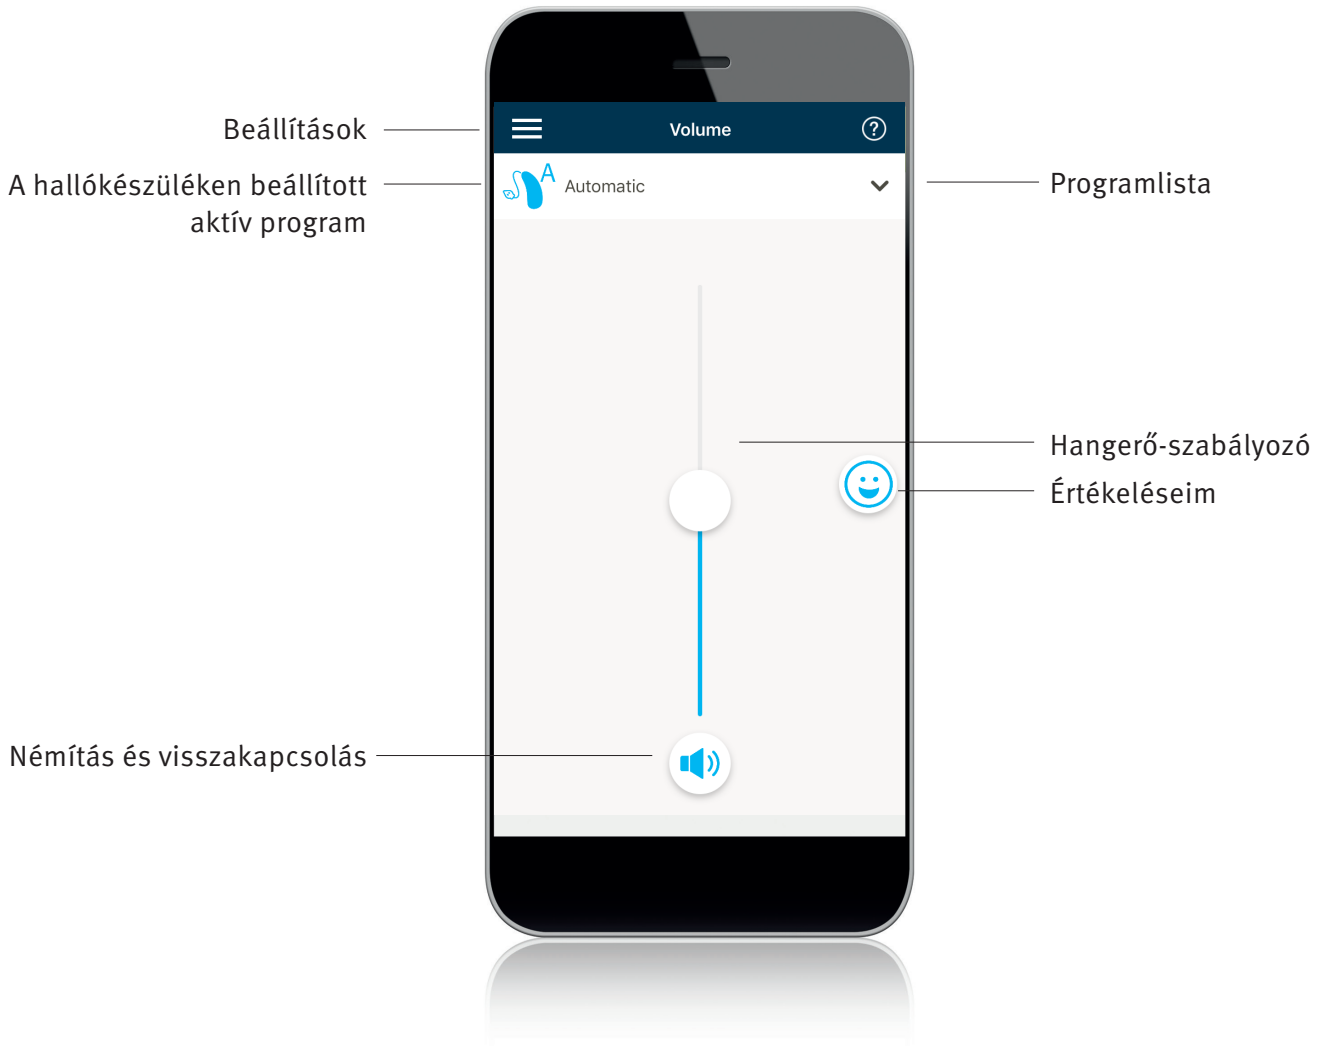 Beállítások
A hallókészüléken beállított
aktív program
Némítás és visszakapcsolás
Volume
?
A
Automatic
Programlista
Hangerő-szabályozó
Értékeléseim